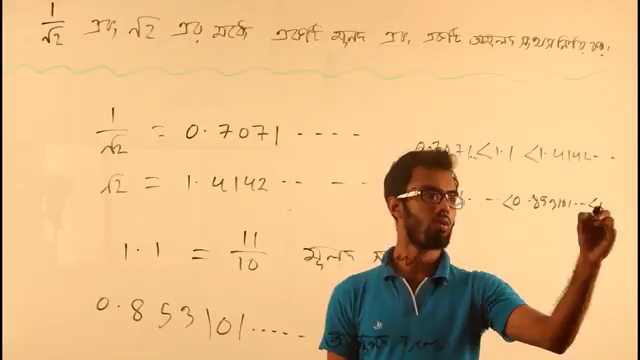 1/√2 এবং √2 এর মধ্যে একটি মূলদ এবং একটি অমূলদ সংখ্যা নির্ণয় কর।
1/√2 = 0.7071 ....
0.7071.. < 1.1 < 1.4142 ...
√2 = 1.4142 .. - - -
.. < 0.853101... <
1.1 = 11/10 মূলদ
0.853101.....